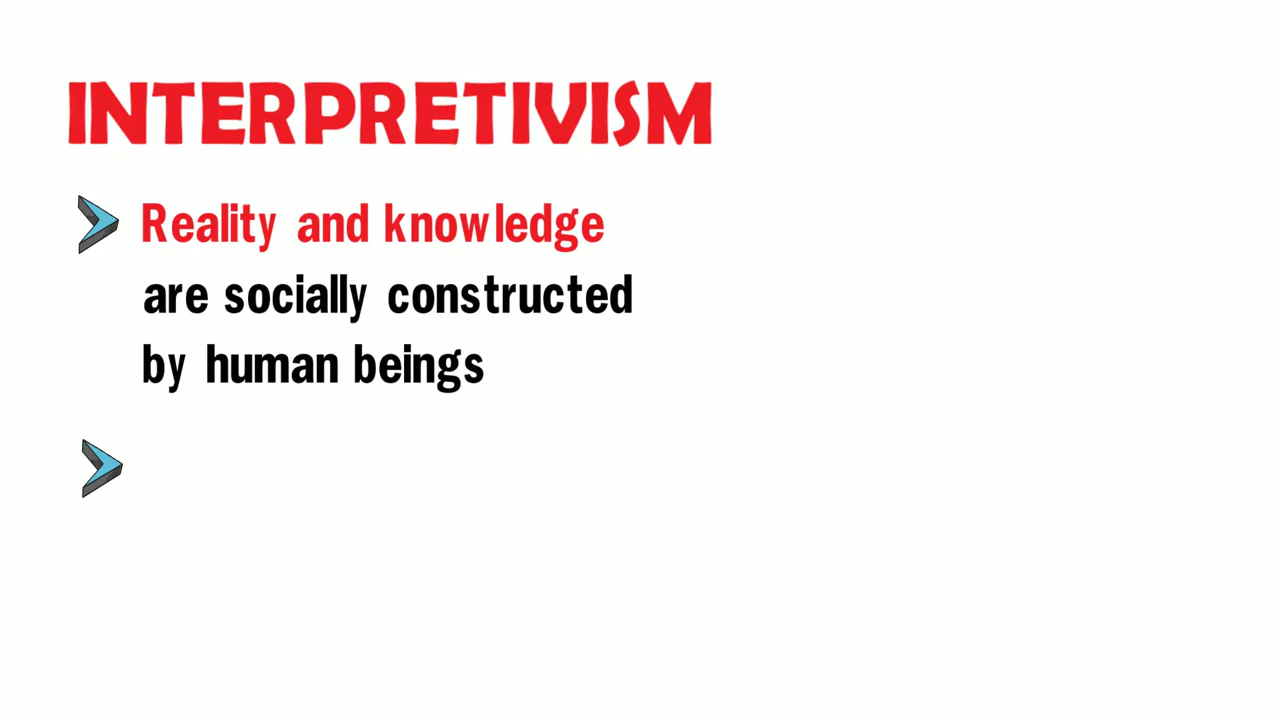 INTERPRETIVISM
Reality and knowledge
are socially constructed
by human beings